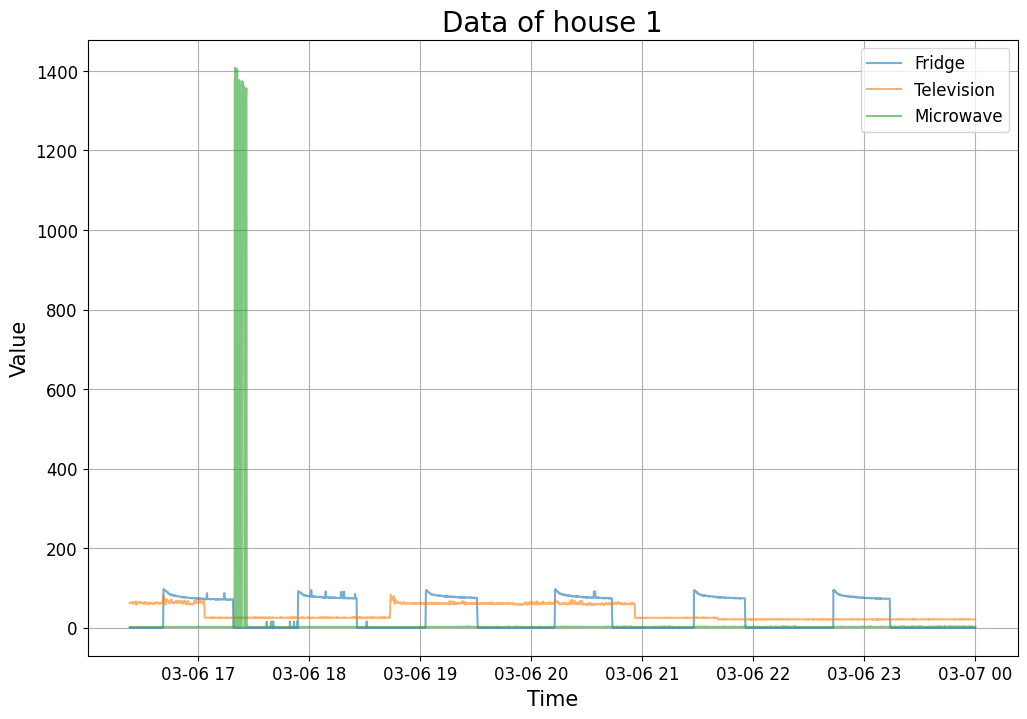 Data of house 1
Fridge
Television
Microwave
Value
1400
1200
1000
800
600
400
200
0
03-06 17 03-06 18 03-06 19 03-06 20 03-06 21 03-06 22 03-06 23 03-07 00
Time